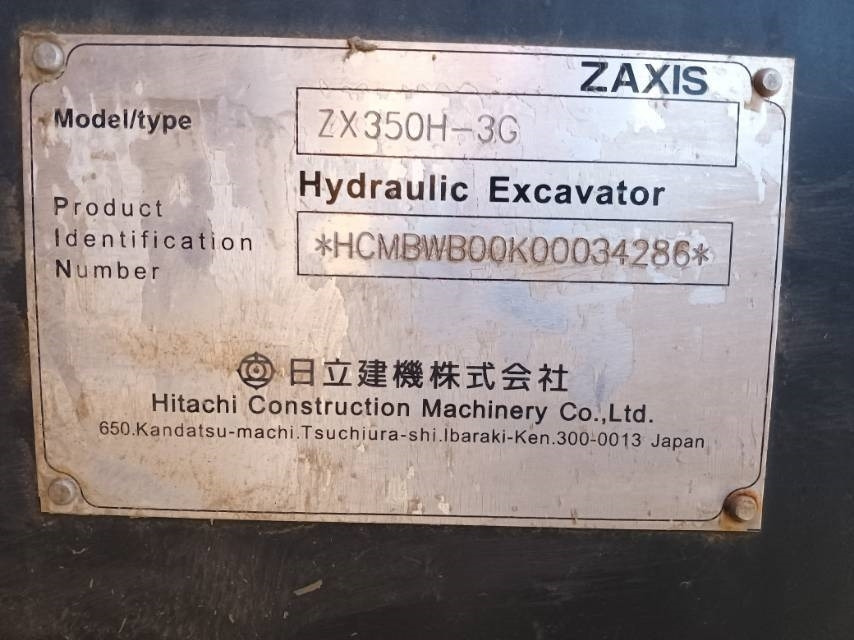 ZAXIS
Model/type
ZX350H-3G
Hydraulic Excavator
Product
Identification
Number
*HCMBWB00K00034286*
日立建機株式会社
Hitachi Construction Machinery Co.,Ltd.
650.Kandatsu-machi.Tsuchiura-shi.Ibaraki-Ken.300-0013 Japan